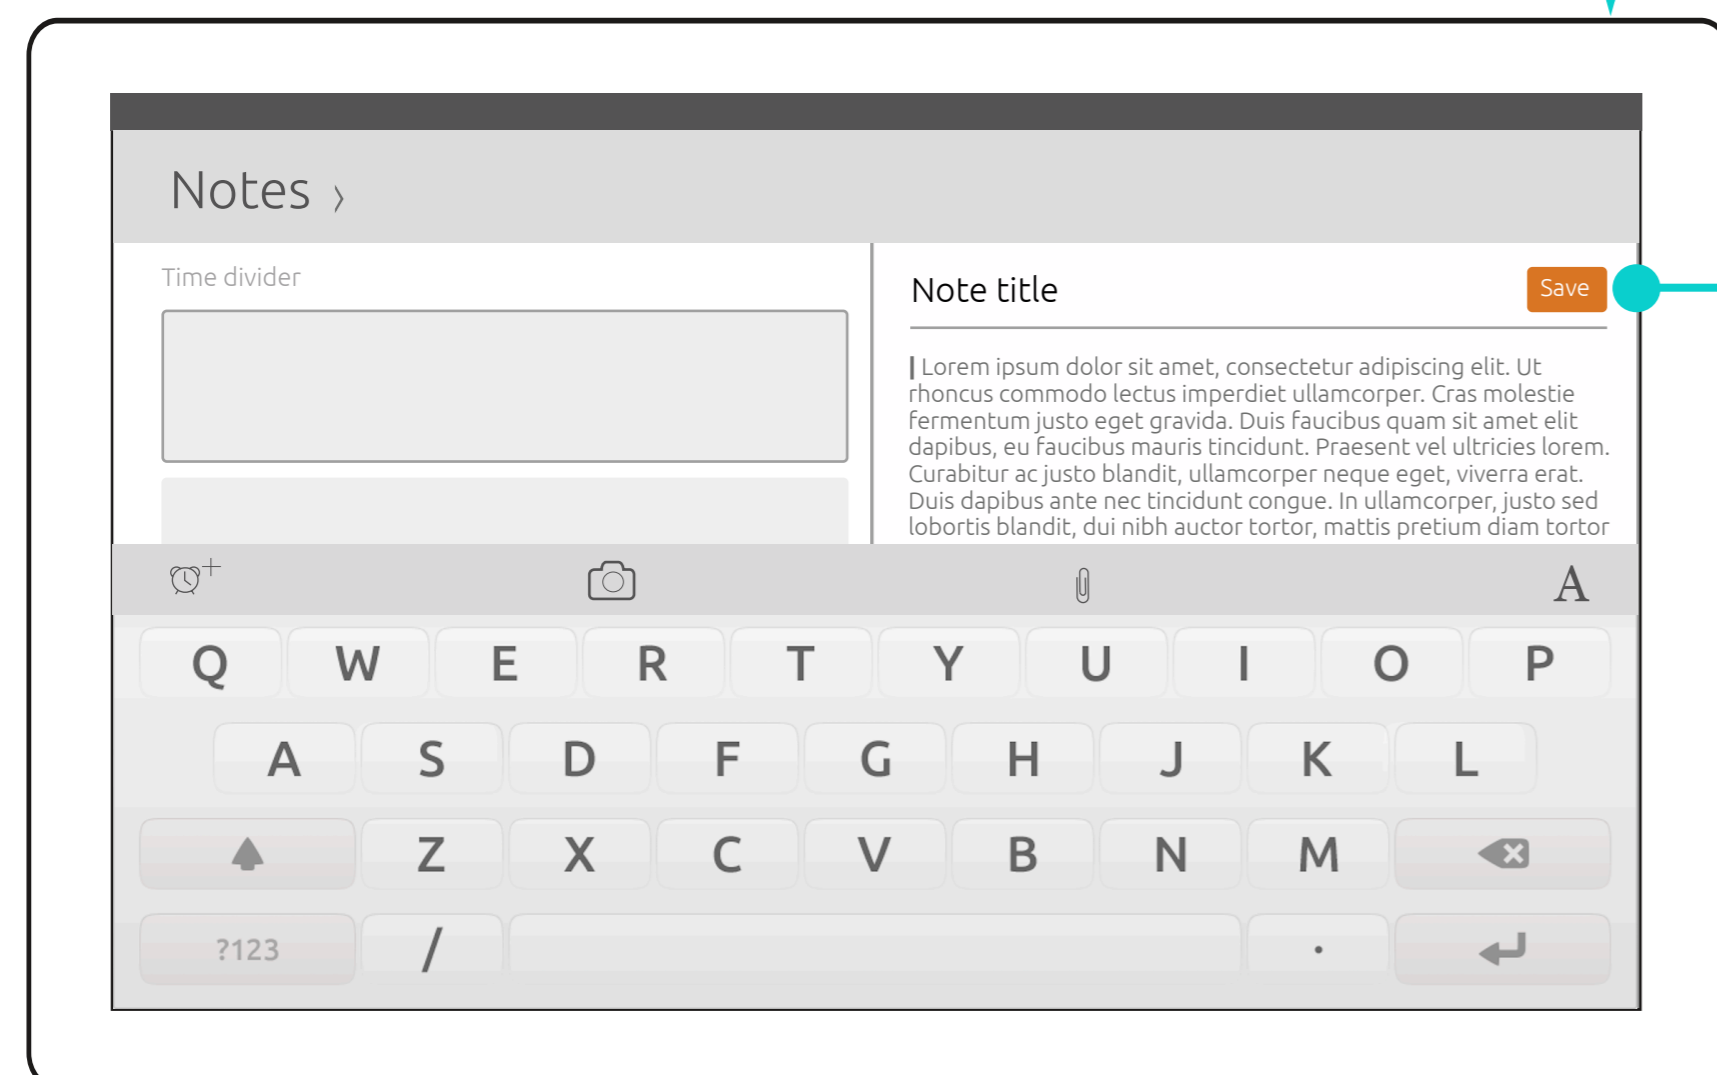 Notes >
Time divider
Note title
Save
Lorem ipsum dolor sit amet, consectetur adipiscing elit. Ut
rhoncus commodo lectus imperdiet ullamcorper. Cras molestie
fermentum justo eget gravida. Duis faucibus quam sit amet elit
dapibus, eu faucibus mauris tincidunt. Praesent vel ultricies lorem.
Curabitur ac justo blandit, ullamcorper neque eget, viverra erat.
Duis dapibus ante nec tincidunt congue. In ullamcorper, justo sed
lobortis blandit, dui nibh auctor tortor, mattis pretium diam tortor
A
Q W E R T Y U I O P
A S D F G H J K L
Z X C V B N M
?123 / .